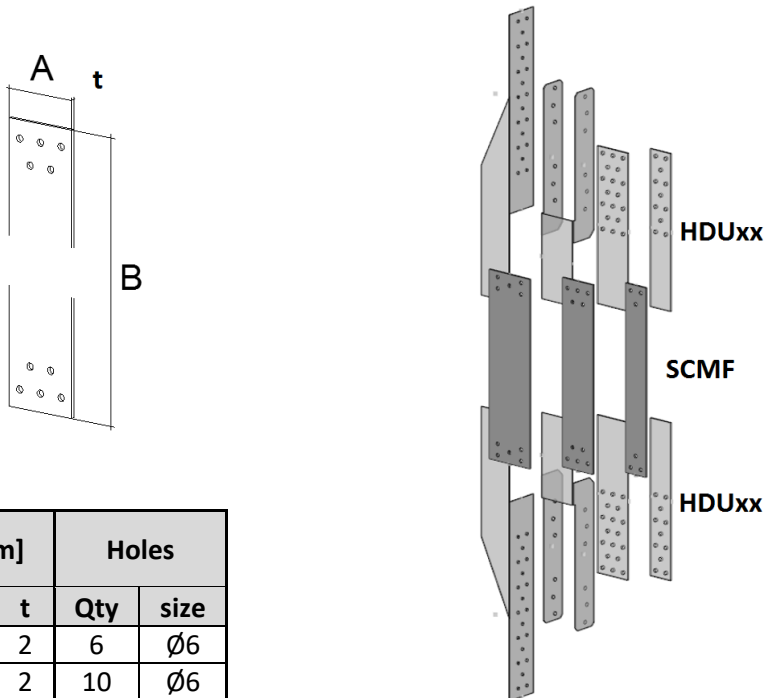 A
t
B
HDUxx
SCMF
HDUxx
m] Holes
t Qty size
2 6 Ø6
2 10 Ø6